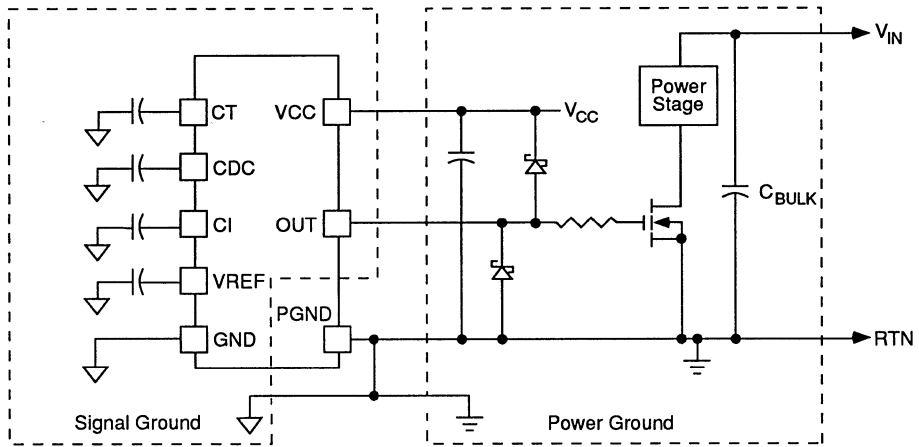 V_IN
Power
Stage
CT
VCC
V_CC
CDC
C_BULK
CI
OUT
VREF
PGND
GND
RTN
Signal Ground
Power Ground